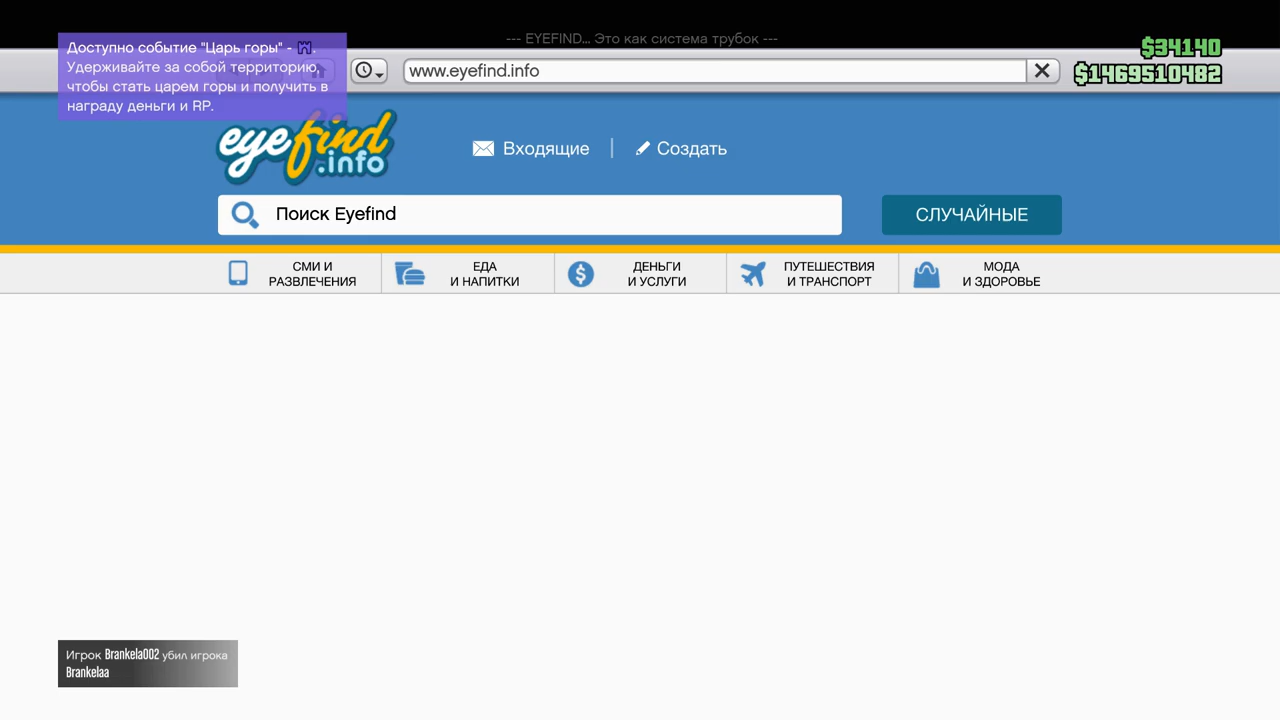 --- EYEFIND... Это как система трубок ---
Доступно событие "Царь горы" - .
Удерживайте за собой территорию,
чтобы стать царем горы и получить в
награду деньги и RP.
www.eyefind.info
$34140
$1469510482
eyefind
.info
Входящие | Создать
Поиск Eyefind
СЛУЧАЙНЫЕ
СМИ И
РАЗВЛЕЧЕНИЯ
ЕДА
И НАПИТКИ
ДЕНЬГИ
И УСЛУГИ
ПУТЕШЕСТВИЯ
И ТРАНСПОРТ
МОДА
И ЗДОРОВЬЕ
Игрок Brankela002 убил игрока
Brankelaa